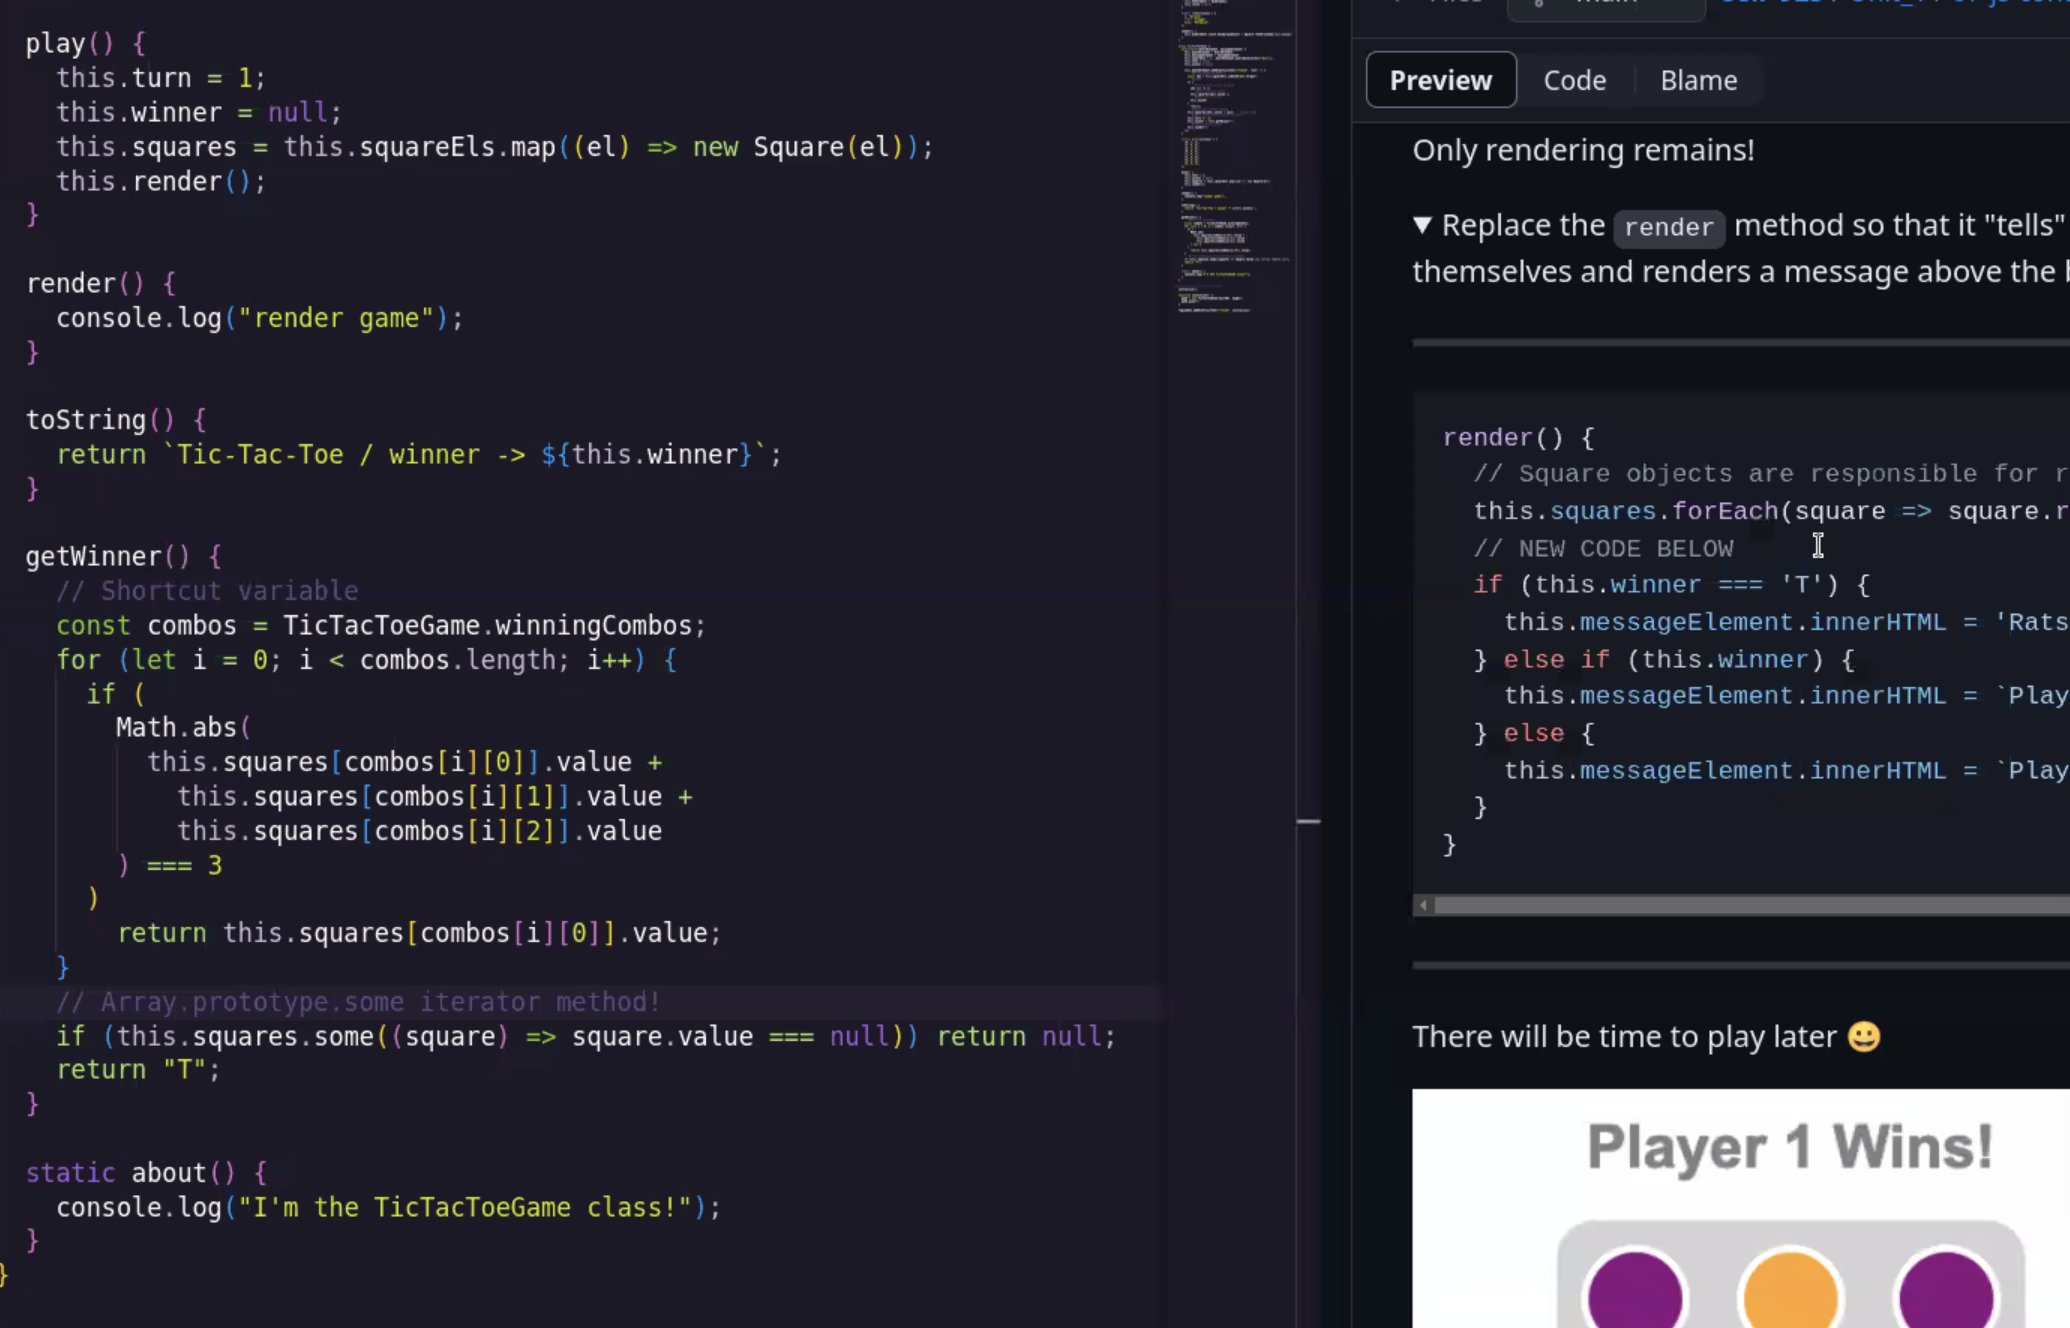 play() {
this.turn = 1;
this.winner = null;
this.squares = this.squareEls.map((el) => new Square(el));
this.render();
}
render() {
console.log("render game");
}
toString() {
return `Tic-Tac-Toe / winner -> ${this.winner}`;
}
getWinner() {
// Shortcut variable
const combos = TicTacToeGame.winningCombos;
for (let i = 0; i < combos.length; i++) {
if (
Math.abs(
this.squares[combos[i][0]].value +
this.squares[combos[i][1]].value +
this.squares[combos[i][2]].value
) === 3
)
return this.squares[combos[i][0]].value;
}
// Array.prototype.some iterator method!
if (this.squares.some((square) => square.value === null)) return null;
return "T";
}
static about() {
console.log("I'm the TicTacToeGame class!");
}
}
Preview Code Blame
Only rendering remains!
▼ Replace the render method so that it "tells"
themselves and renders a message above the
render() {
// Square objects are responsible for
this.squares.forEach(square => square.
// NEW CODE BELOW
if (this.winner === 'T') {
this.messageElement.innerHTML = 'Rats
} else if (this.winner) {
this.messageElement.innerHTML = `Play
} else {
this.messageElement.innerHTML = `Play
}
}
There will be time to play later 😀
Player 1 Wins!